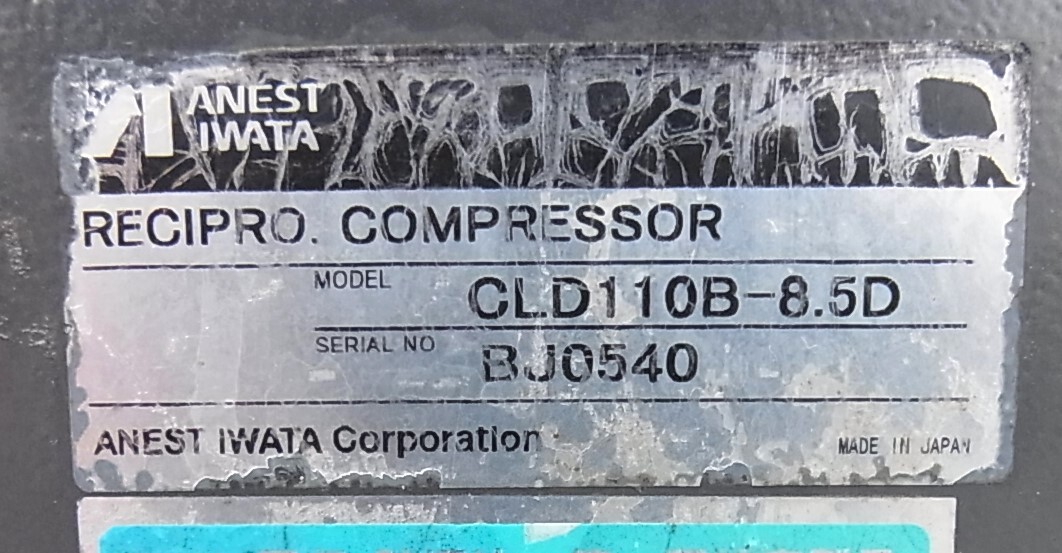 ANEST
IWATA
RECIPRO. COMPRESSOR
MODEL CLD110B-8.5D
SERIAL NO BJ0540
ANEST IWATA Corporation MADE IN JAPAN